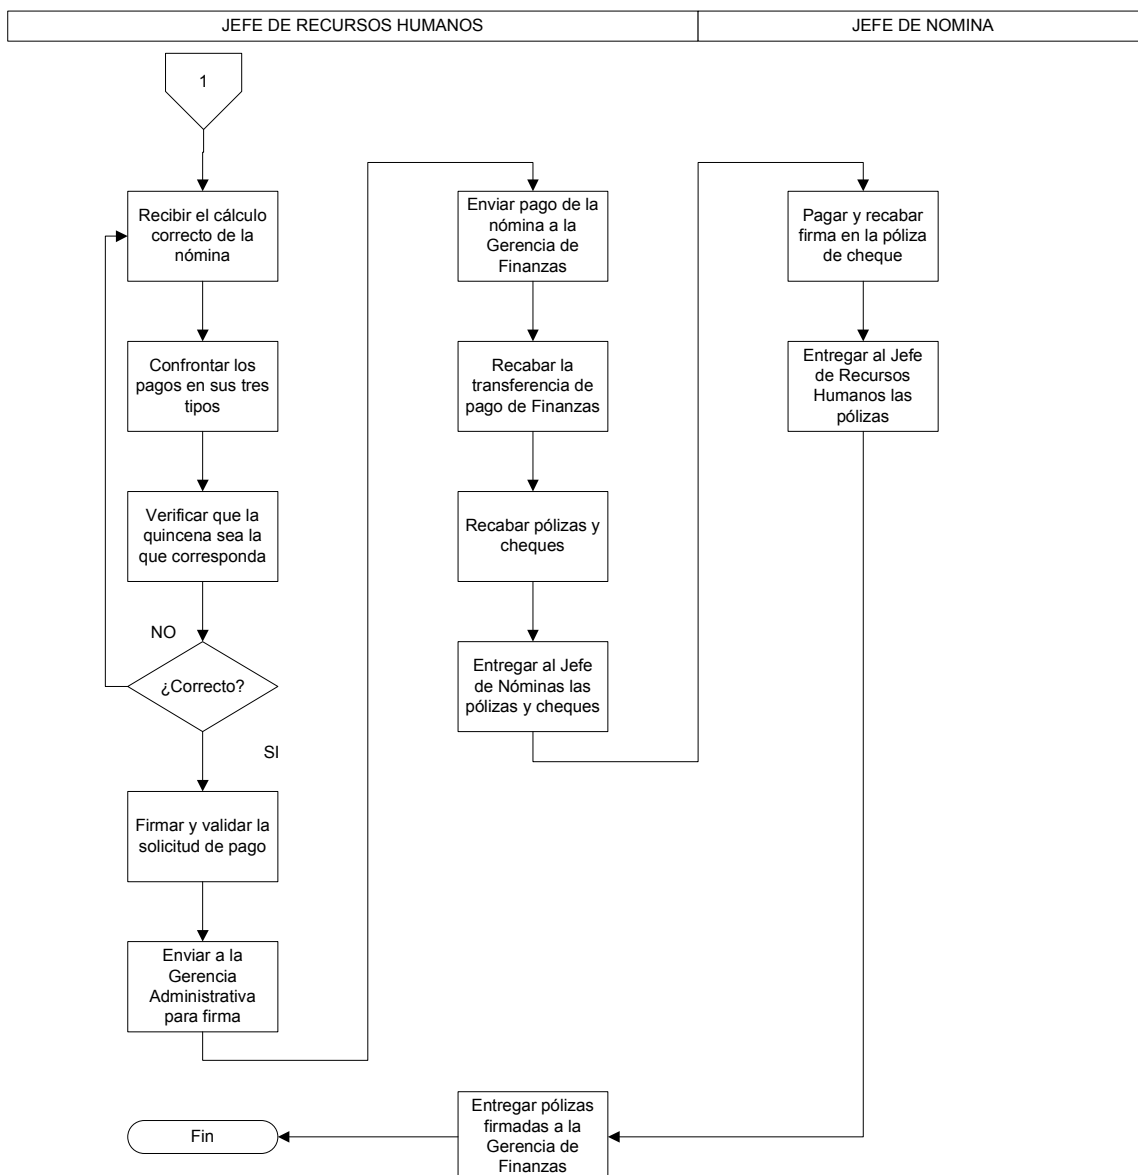 JEFE DE RECURSOS HUMANOS
JEFE DE NOMINA
1
Recibir el cálculo
correcto de la
nómina
Confrontar los
pagos en sus tres
tipos
Verificar que la
quincena sea la
que corresponda
NO
¿Correcto?
SI
Firmar y validar la
solicitud de pago
Enviar a la
Gerencia
Administrativa
para firma
Enviar pago de la
nómina a la
Gerencia de
Finanzas
Recabar la
transferencia de
pago de Finanzas
Recabar pólizas y
cheques
Entregar al Jefe
de Nóminas las
pólizas y cheques
Pagar y recabar
firma en la póliza
de cheque
Entregar al Jefe
de Recursos
Humanos las
pólizas
Entregar pólizas
firmadas a la
Gerencia de
Finanzas
Fin